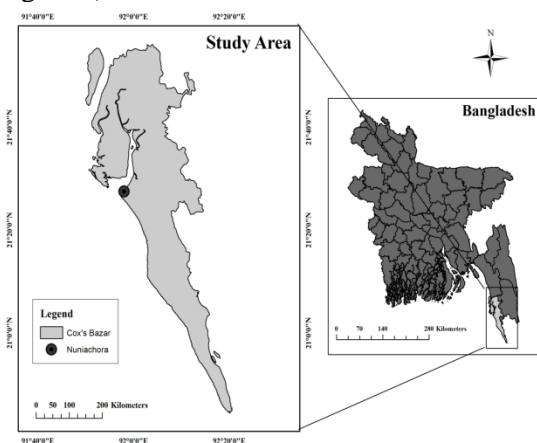 91°40'0"E
92°0'0"E
92°20'0"E
Study Area
N
Bangladesh
21°40'0"N
21°40'0"N
21°20'0"N
21°20'0"N
21°0'0"N
21°0'0"N
Legend
Cox's Bazar
Nuniachora
0 50 100 200 Kilometers
0 70 140 280 Kilometers
91°40'0"E
92°0'0"E
92°20'0"E